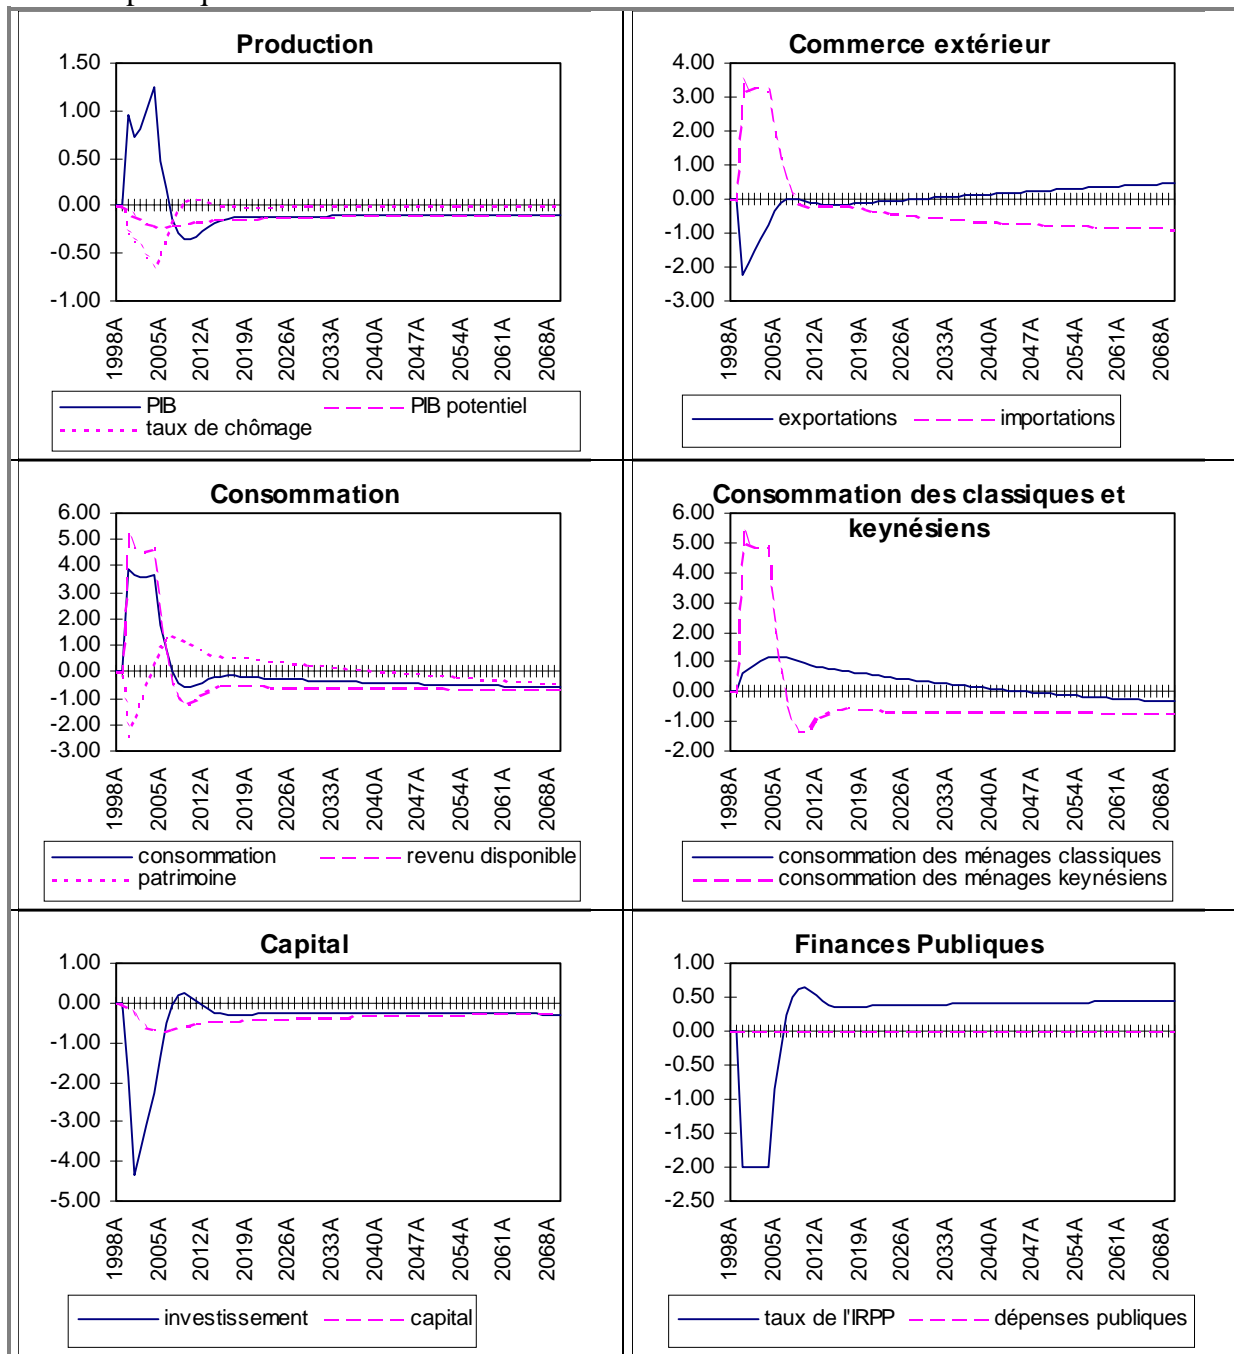 Production
1.50
1.00
0.50
0.00
-0.50
-1.00
1998A
2005A
2012A
2019A
2026A
2033A
2040A
2047A
2054A
2061A
2068A
PIB
PIB potentiel
taux de chômage
Commerce extérieur
4.00
3.00
2.00
1.00
0.00
-1.00
-2.00
-3.00
1998A
2005A
2012A
2019A
2026A
2033A
2040A
2047A
2054A
2061A
2068A
exportations
importations
Consommation
6.00
5.00
4.00
3.00
2.00
1.00
0.00
-1.00
-2.00
-3.00
1998A
2005A
2012A
2019A
2026A
2033A
2040A
2047A
2054A
2061A
2068A
consommation
revenu disponible
patrimoine
Consommation des classiques et
keynésiens
6.00
5.00
4.00
3.00
2.00
1.00
0.00
-1.00
-2.00
1998A
2005A
2012A
2019A
2026A
2033A
2040A
2047A
2054A
2061A
2068A
consommation des ménages classiques
consommation des ménages keynésiens
Capital
1.00
0.00
-1.00
-2.00
-3.00
-4.00
-5.00
1998A
2005A
2012A
2019A
2026A
2033A
2040A
2047A
2054A
2061A
2068A
investissement
capital
Finances Publiques
1.00
0.50
0.00
-0.50
-1.00
-1.50
-2.00
-2.50
1998A
2005A
2012A
2019A
2026A
2033A
2040A
2047A
2054A
2061A
2068A
taux de l'IRPP
dépenses publiques